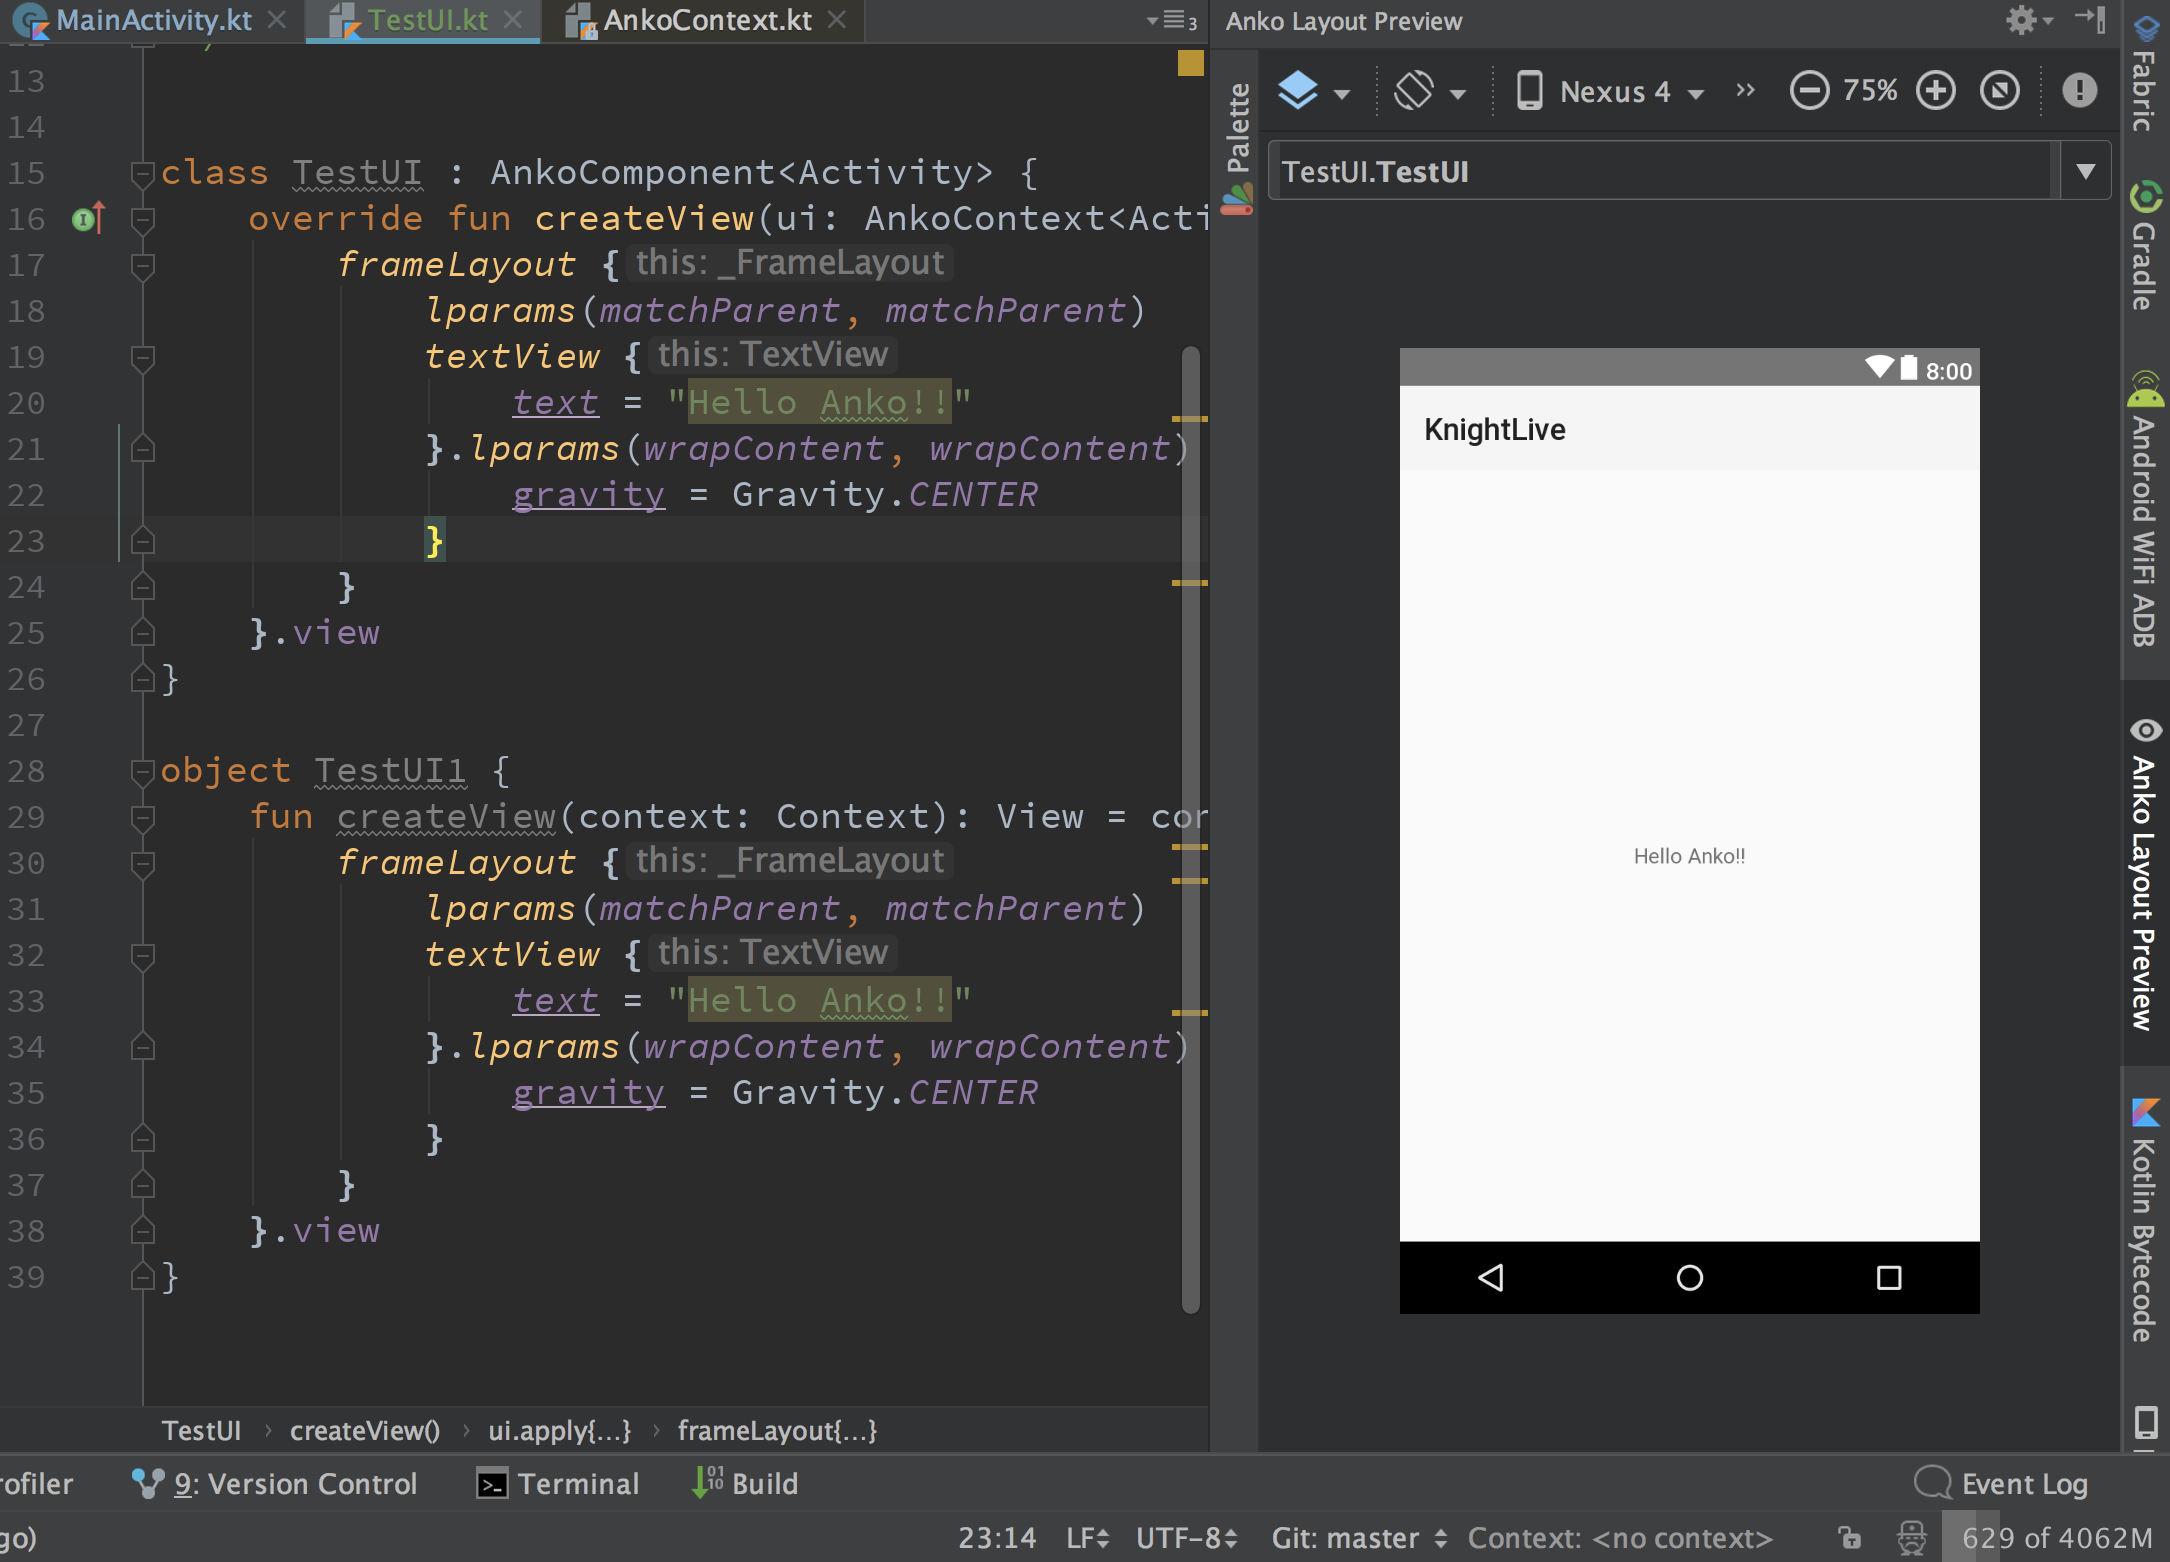 MainActivity.kt
TestUI.kt
AnkoContext.kt
3
13
14
15 class TestUI : AnkoComponent<Activity> {
16 override fun createView(ui: AnkoContext<Acti
17 frameLayout { this: _FrameLayout
18 lparams(matchParent, matchParent)
19 textView { this: TextView
20 text = "Hello Anko!!"
21 }.lparams(wrapContent, wrapContent)
22 gravity = Gravity.CENTER
23 }
24 }
25 }.view
26 }
27
28 object TestUI1 {
29 fun createView(context: Context): View = con
30 frameLayout { this: _FrameLayout
31 lparams(matchParent, matchParent)
32 textView { this: TextView
33 text = "Hello Anko!!"
34 }.lparams(wrapContent, wrapContent)
35 gravity = Gravity.CENTER
36 }
37 }
38 }.view
39 }
TestUI › createView() › ui.apply{...} › frameLayout{...}
Anko Layout Preview
Palette
Nexus 4 » 75%
TestUI.TestUI
8:00
KnightLive
Hello Anko!!
Fabric
Gradle
Android WiFi ADB
Anko Layout Preview
Kotlin Bytecode
ofiler
9: Version Control
Terminal
Build
Event Log
go)
23:14 LF UTF-8 Git: master Context: <no context> 629 of 4062M